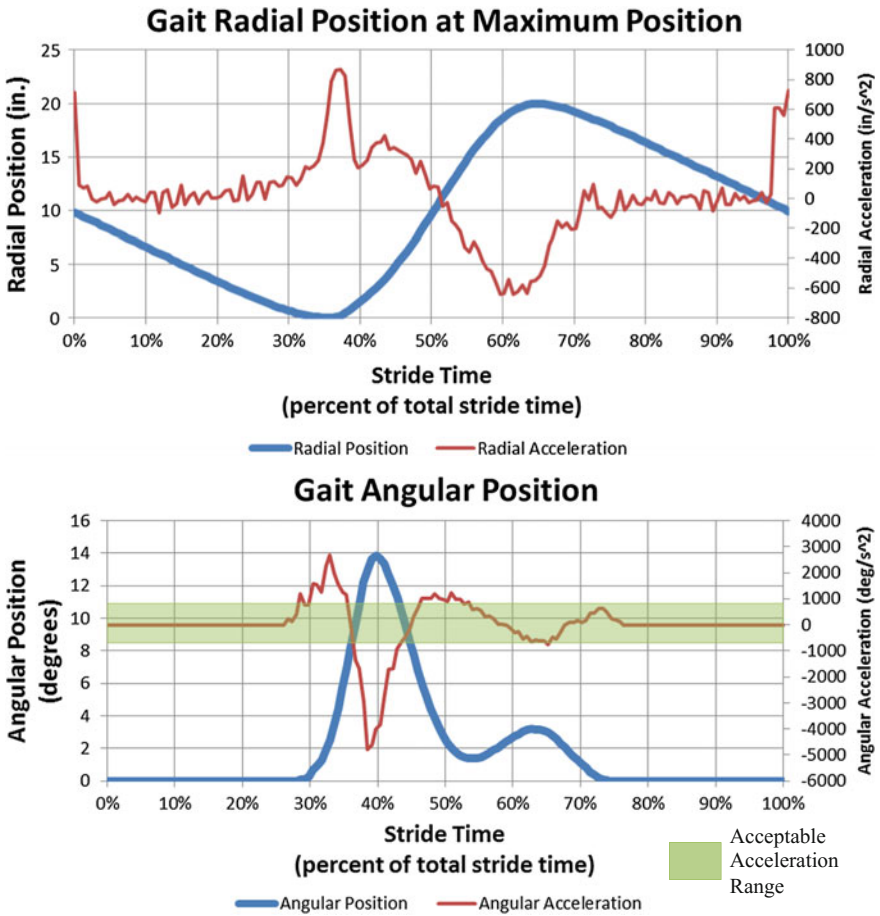 Gait Radial Position at Maximum Position
Radial Position (in.)
25
20
15
10
5
0
1000
800
600
400
200
0
-200
-400
-600
-800
Radial Acceleration (in/s^2)
0% 10% 20% 30% 40% 50% 60% 70% 80% 90% 100%
Stride Time
(percent of total stride time)
Radial Position Radial Acceleration
Gait Angular Position
Angular Position
(degrees)
16
14
12
10
8
6
4
2
0
4000
3000
2000
1000
0
-1000
-2000
-3000
-4000
-5000
-6000
Angular Acceleration (deg/s^2)
0% 10% 20% 30% 40% 50% 60% 70% 80% 90% 100%
Stride Time
(percent of total stride time)
Acceptable
Acceleration
Range
Angular Position Angular Acceleration